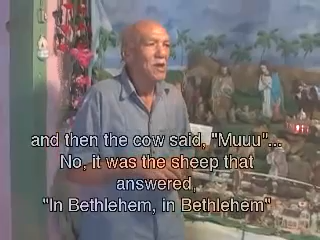 and then the cow said, "Muuu"...
No, it was the sheep that
answered,
"In Bethlehem, in Bethlehem"